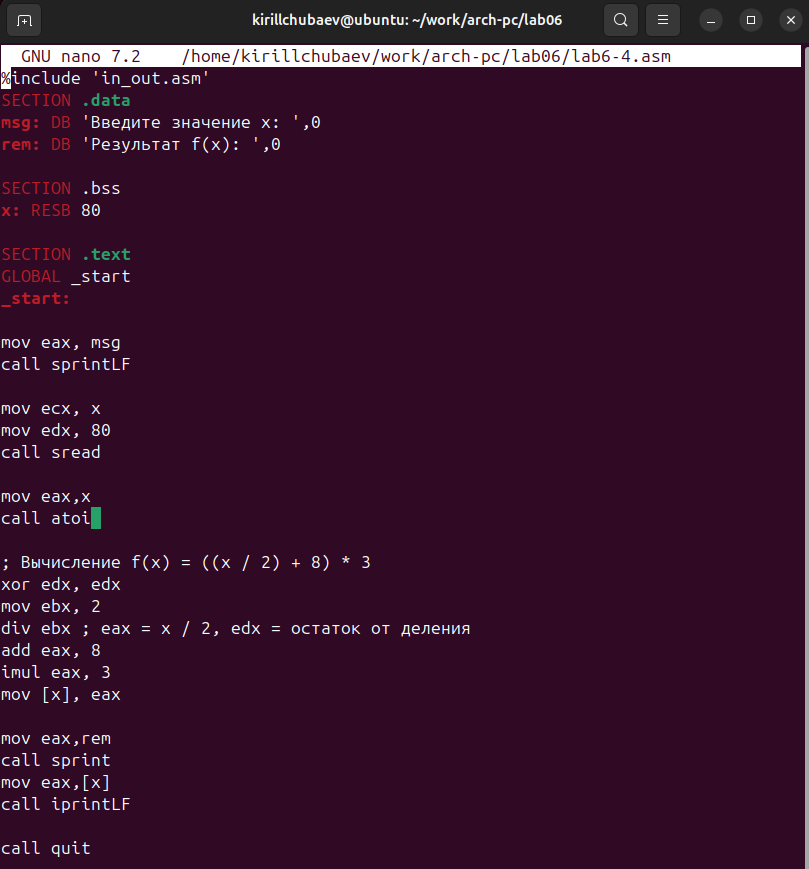 kirillchubaev@ubuntu: ~/work/arch-pc/lab06
GNU nano 7.2 /home/kirillchubaev/work/arch-pc/lab06/lab6-4.asm
%include 'in_out.asm'
SECTION .data
msg: DB 'Введите значение x: ',0
rem: DB 'Результат f(x): ',0
SECTION .bss
x: RESB 80
SECTION .text
GLOBAL _start
_start:
mov eax, msg
call sprintLF
mov ecx, x
mov edx, 80
call sread
mov eax,x
call atoi
; Вычисление f(x) = ((x / 2) + 8) * 3
xor edx, edx
mov ebx, 2
div ebx ; eax = x / 2, edx = остаток от деления
add eax, 8
imul eax, 3
mov [x], eax
mov eax,rem
call sprint
mov eax,[x]
call iprintLF
call quit